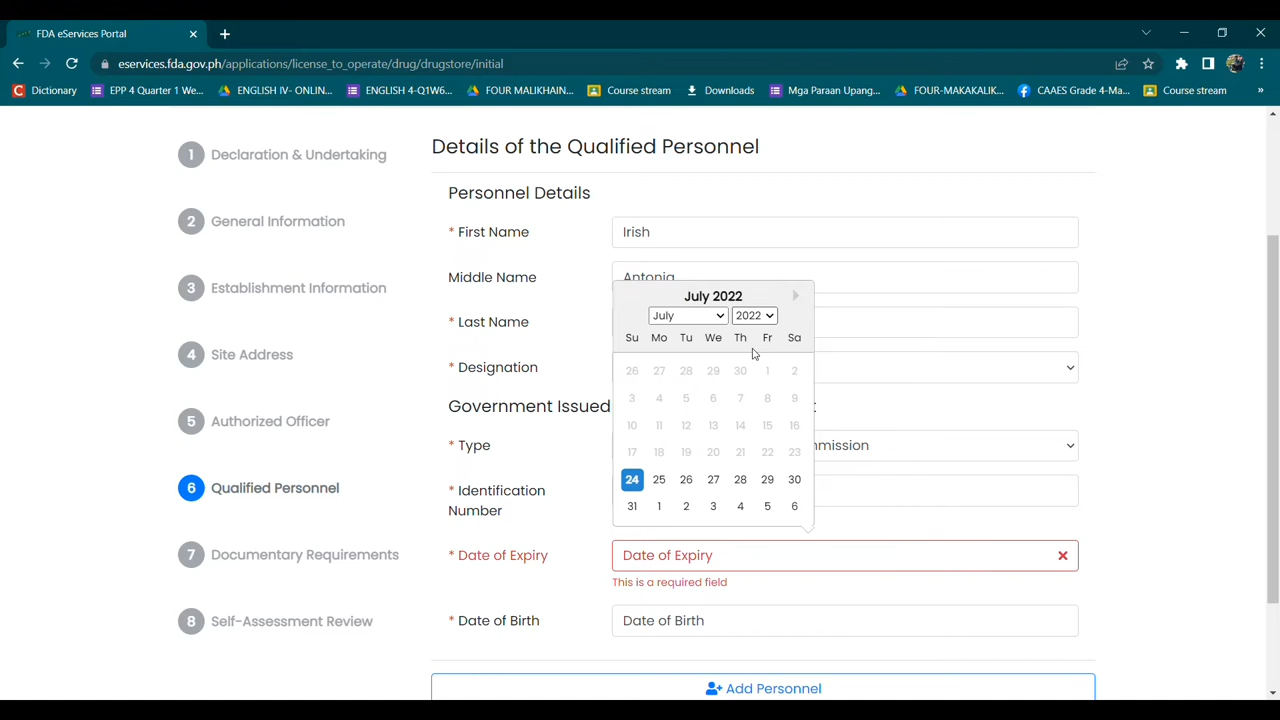 FDA eServices Portal
eservices.fda.gov.ph/applications/license_to_operate/drug/drugstore/initial
Dictionary
EPP 4 Quarter 1 We...
ENGLISH IV- ONLIN...
ENGLISH 4-Q1W6...
FOUR MALIKHAIN...
Course stream
Downloads
Mga Paraan Upang...
FOUR-MAKAKALIK...
CAAES Grade 4-Ma...
Course stream
»
1 Declaration & Undertaking
2 General Information
3 Establishment Information
4 Site Address
5 Authorized Officer
6 Qualified Personnel
7 Documentary Requirements
8 Self-Assessment Review
Details of the Qualified Personnel
Personnel Details
* First Name
Irish
Middle Name
Antonia
* Last Name
* Designation
Government Issued
* Type
mmission
* Identification
Number
* Date of Expiry
Date of Expiry
This is a required field
* Date of Birth
Date of Birth
Add Personnel
July 2022
July 2022
Su Mo Tu We Th Fr Sa
26 27 28 29 30 1 2
3 4 5 6 7 8 9
10 11 12 13 14 15 16
17 18 19 20 21 22 23
24 25 26 27 28 29 30
31 1 2 3 4 5 6